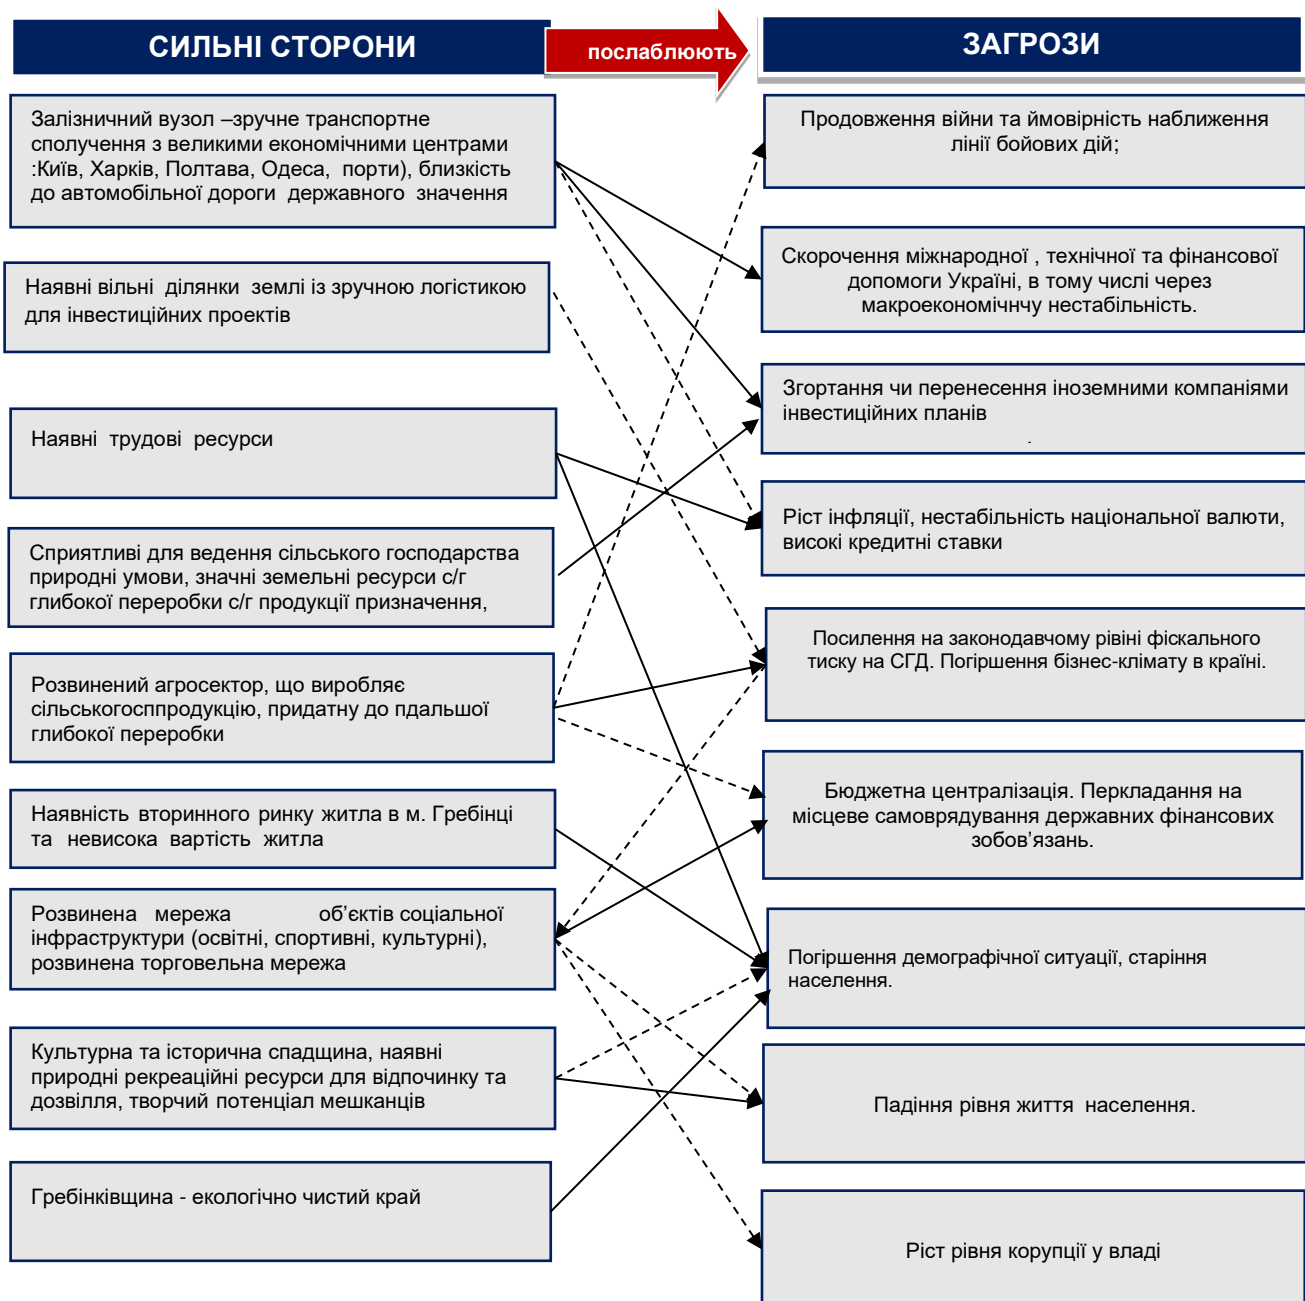 СИЛЬНІ СТОРОНИ
послаблюють
ЗАГРОЗИ
Залізничний вузол –зручне транспортне
сполучення з великими економічними центрами
:Київ, Харків, Полтава, Одеса, порти), близкість
до автомобільної дороги державного значення
Наявні вільні ділянки землі із зручною логістикою
для інвестиційних проектів
Наявні трудові ресурси
Сприятливі для ведення сільського господарства
природні умови, значні земельні ресурси с/г
глибокої переробки с/г продукції призначення,
Розвинений агросектор, що виробляє
сільськогосппродукцію, придатну до пдальшої
глибокої переробки
Наявність вторинного ринку житла в м. Гребінці
та невисока вартість житла
Розвинена мережа об’єктів соціальної
інфраструктури (освітні, спортивні, культурні),
розвинена торговельна мережа
Культурна та історична спадщина, наявні
природні рекреаційні ресурси для відпочинку та
дозвілля, творчий потенціал мешканців
Гребінківщина - екологічно чистий край
Продовження війни та ймовірність наближення
лінії бойових дій;
Скорочення міжнародної , технічної та фінансової
допомоги Україні, в тому числі через
макроекономічнчу нестабільність.
Згортання чи перенесення іноземними компаніями
інвестиційних планів
.
Ріст інфляції, нестабільність національної валюти,
високі кредитні ставки
Посилення на законодавчому рівіні фіскального
тиску на СГД. Погіршення бізнес-клімату в країні.
Бюджетна централізація. Перкладання на
місцеве самоврядування державних фінансових
зобов’язань.
Погіршення демографічної ситуації, старіння
населення.
Падіння рівня життя населення.
Ріст рівня корупції у владі